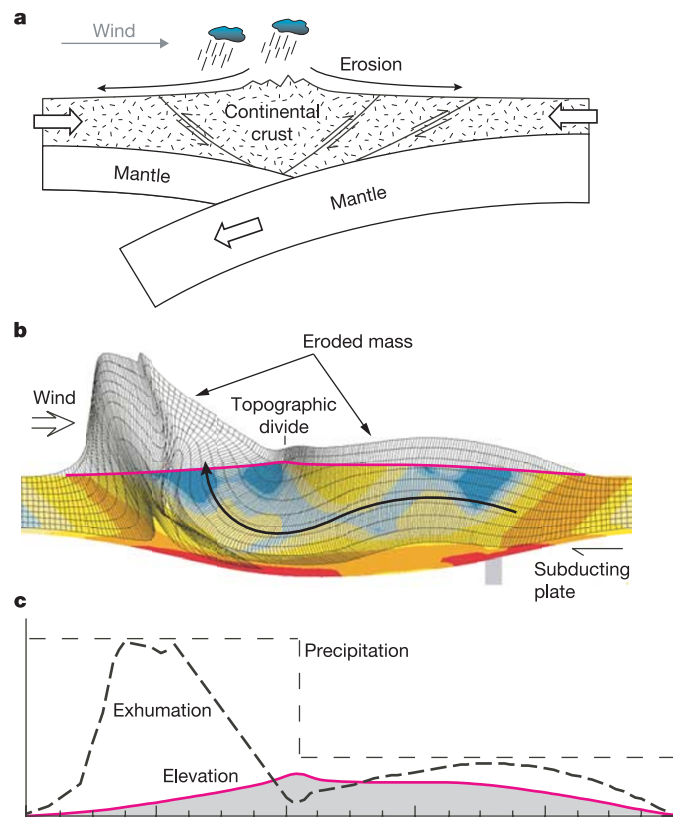 a
Wind
Erosion
Continental
crust
Mantle
Mantle
b
Eroded mass
Wind
Topographic
divide
Subducting
plate
c
Precipitation
Exhumation
Elevation